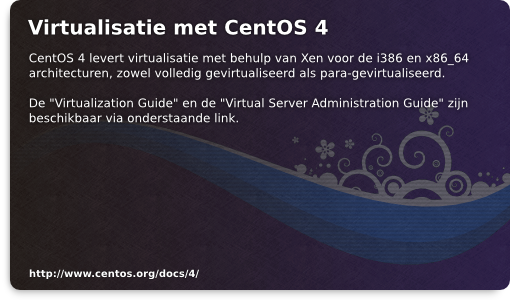 Virtualisatie met CentOS 4
CentOS 4 levert virtualisatie met behulp van Xen voor de i386 en x86_64
architecturen, zowel volledig gevirtualiseerd als para-gevirtualiseerd.
De "Virtualization Guide" en de "Virtual Server Administration Guide" zijn
beschikbaar via onderstaande link.
http://www.centos.org/docs/4/